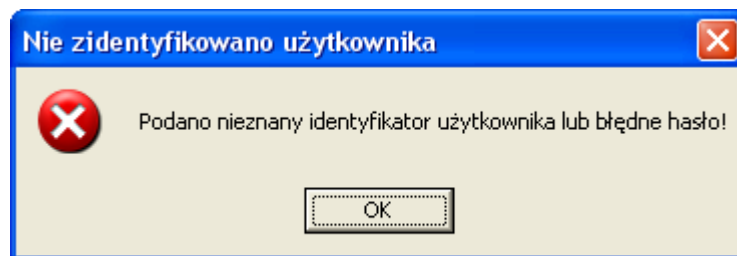 Nie zidentyfikowano użytkownika
Podano nieznany identyfikator użytkownika lub błędne hasło!
OK